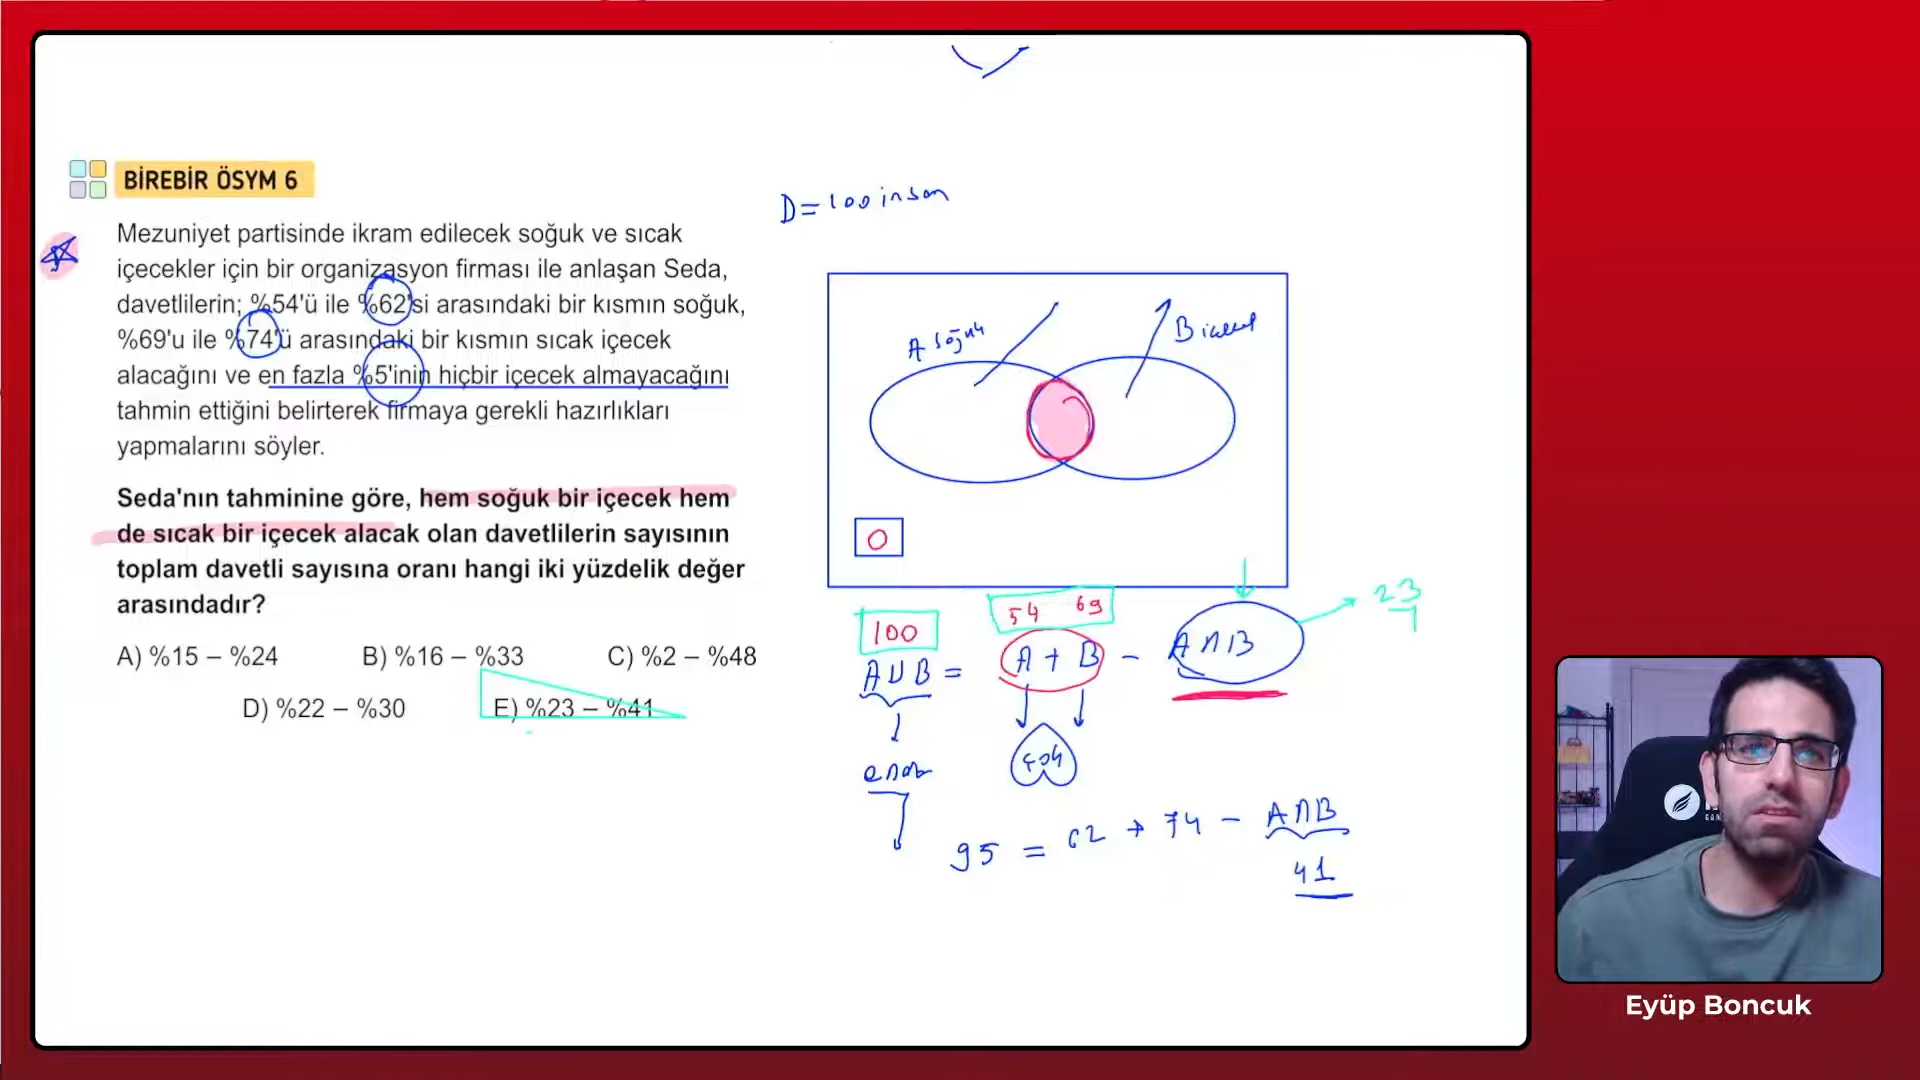 BİREBİR ÖSYM 6
Mezuniyet partisinde ikram edilecek soğuk ve sıcak
içecekler için bir organizasyon firması ile anlaşan Seda,
davetlilerin; %54'ü ile %62'si arasındaki bir kısmın soğuk,
%69'u ile %74'ü arasındaki bir kısmın sıcak içecek
alacağını ve en fazla %5'inin hiçbir içecek almayacağını
tahmin ettiğini belirterek firmaya gerekli hazırlıkları
yapmalarını söyler.
Seda'nın tahminine göre, hem soğuk bir içecek hem
de sıcak bir içecek alacak olan davetlilerin sayısının
toplam davetli sayısına oranı hangi iki yüzdelik değer
arasındadır?
A) %15 – %24 B) %16 – %33 C) %2 – %48
D) %22 – %30 E) %23 – %41
D=100 insan
A soğuk
B
0
100 54 69 23
A∪B = A + B - A∩B
çok
95 = 62 + 74 - A∩B
41
Eyüp Boncuk